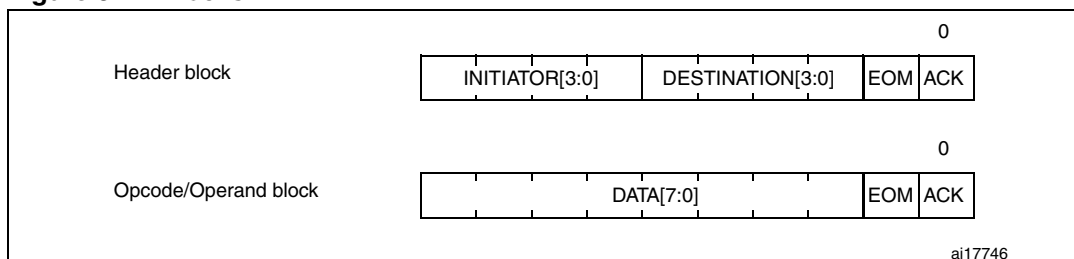 0
Header block INITIATOR[3:0] DESTINATION[3:0] EOM ACK
0
Opcode/Operand block DATA[7:0] EOM ACK
ai17746